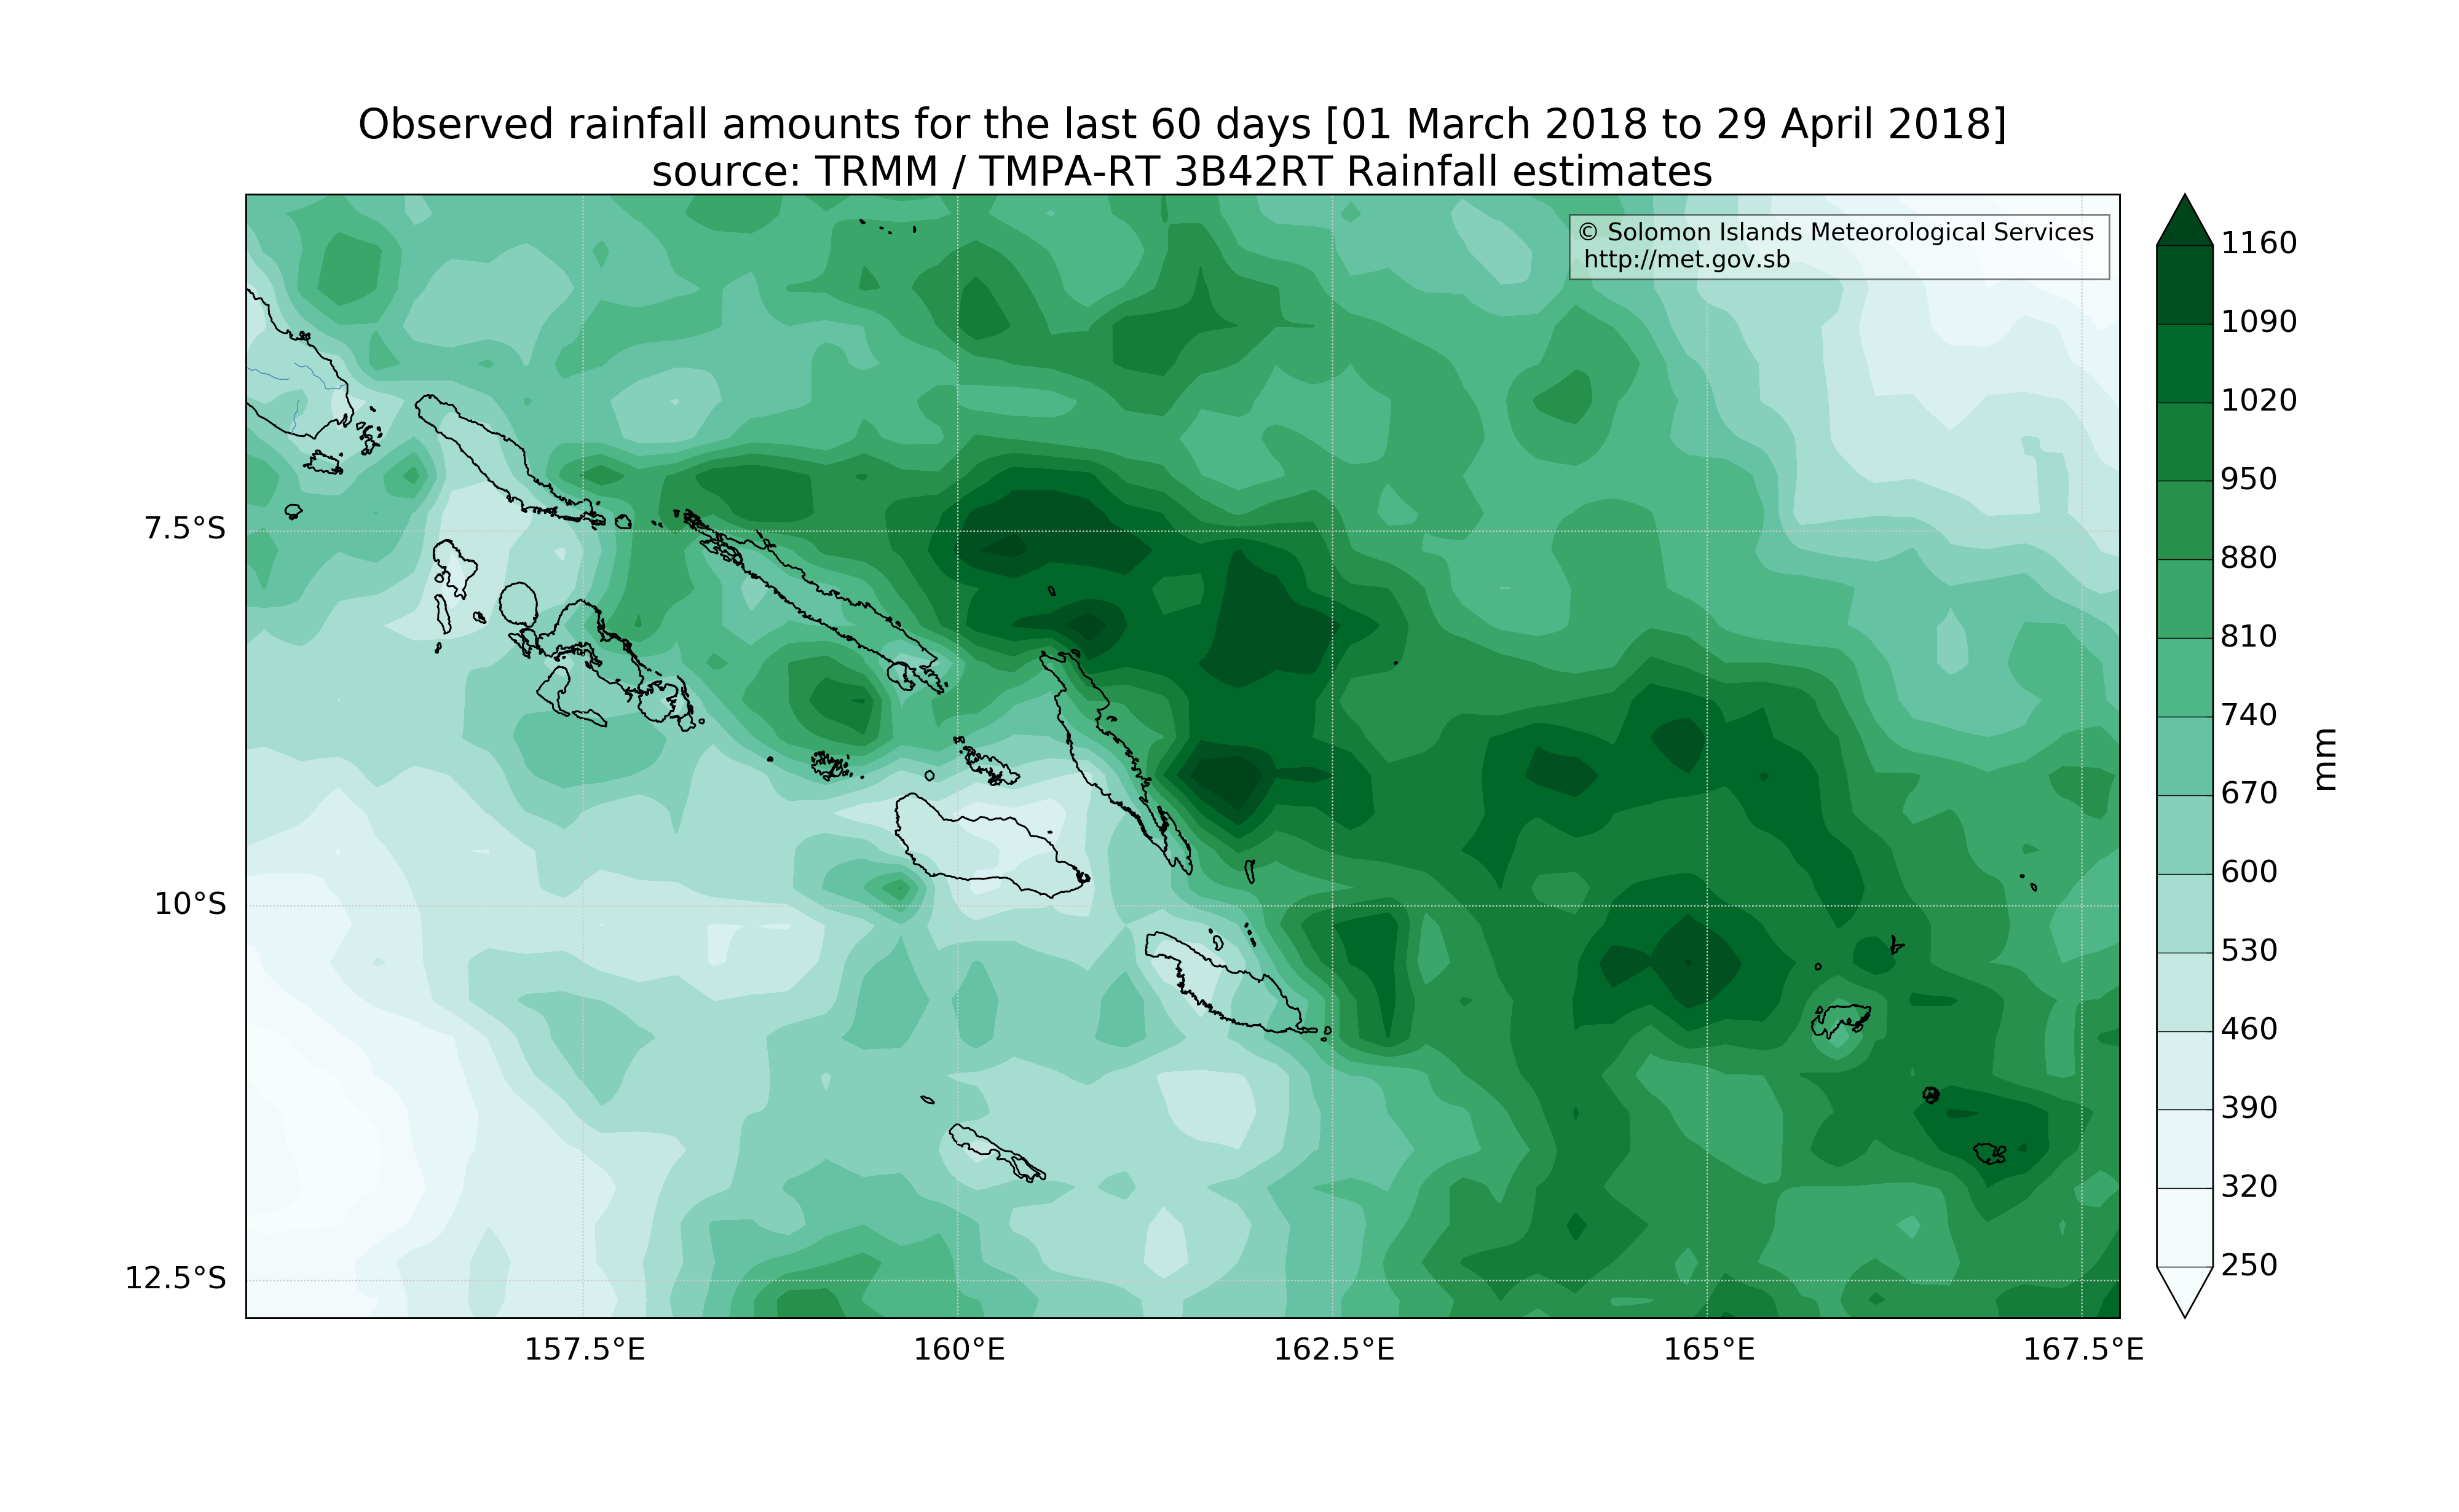 Observed rainfall amounts for the last 60 days [01 March 2018 to 29 April 2018]
source: TRMM / TMPA-RT 3B42RT Rainfall estimates
© Solomon Islands Meteorological Services
http://met.gov.sb
7.5°S
10°S
12.5°S
157.5°E
160°E
162.5°E
165°E
167.5°E
1160
1090
1020
950
880
810
740
670
600
530
460
390
320
250
mm